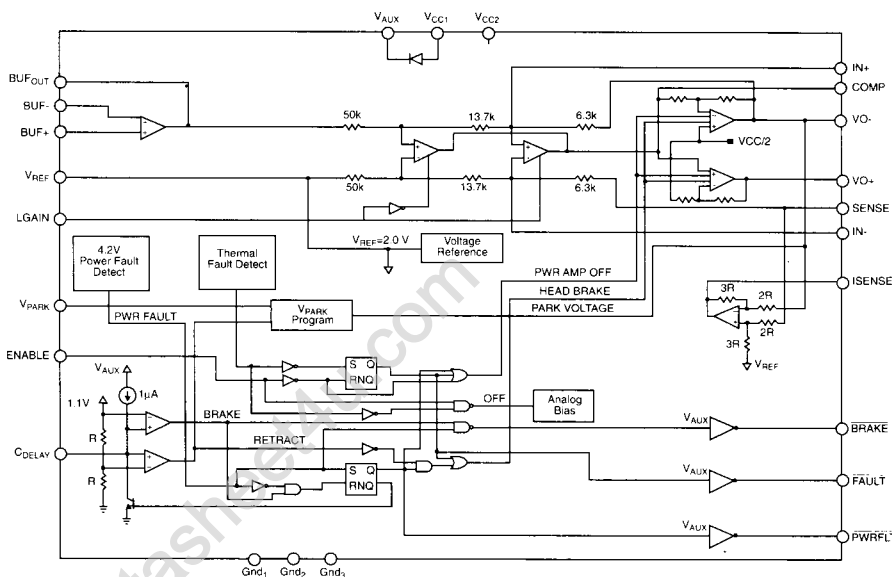 VAUX VCC1 VCC2
BUFOUT
BUF-
BUF+
VREF
LGAIN
50k
13.7k
6.3k
50k
13.7k
6.3k
VCC/2
IN+
COMP
VO-
VO+
SENSE
IN-
ISENSE
4.2V
Power Fault
Detect
Thermal
Fault Detect
VREF=2.0 V
Voltage
Reference
PWR AMP OFF
HEAD BRAKE
PARK VOLTAGE
VPARK
VPARK
Program
PWR FAULT
3R
2R
3R
2R
VREF
ENABLE
VAUX
1µA
1.1V
R
R
BRAKE
RETRACT
CDELAY
S Q
RNQ
S Q
RNQ
OFF
Analog
Bias
VAUX
BRAKE
VAUX
FAULT
VAUX
PWRFL
Gnd1 Gnd2 Gnd3
atasheet4u.com